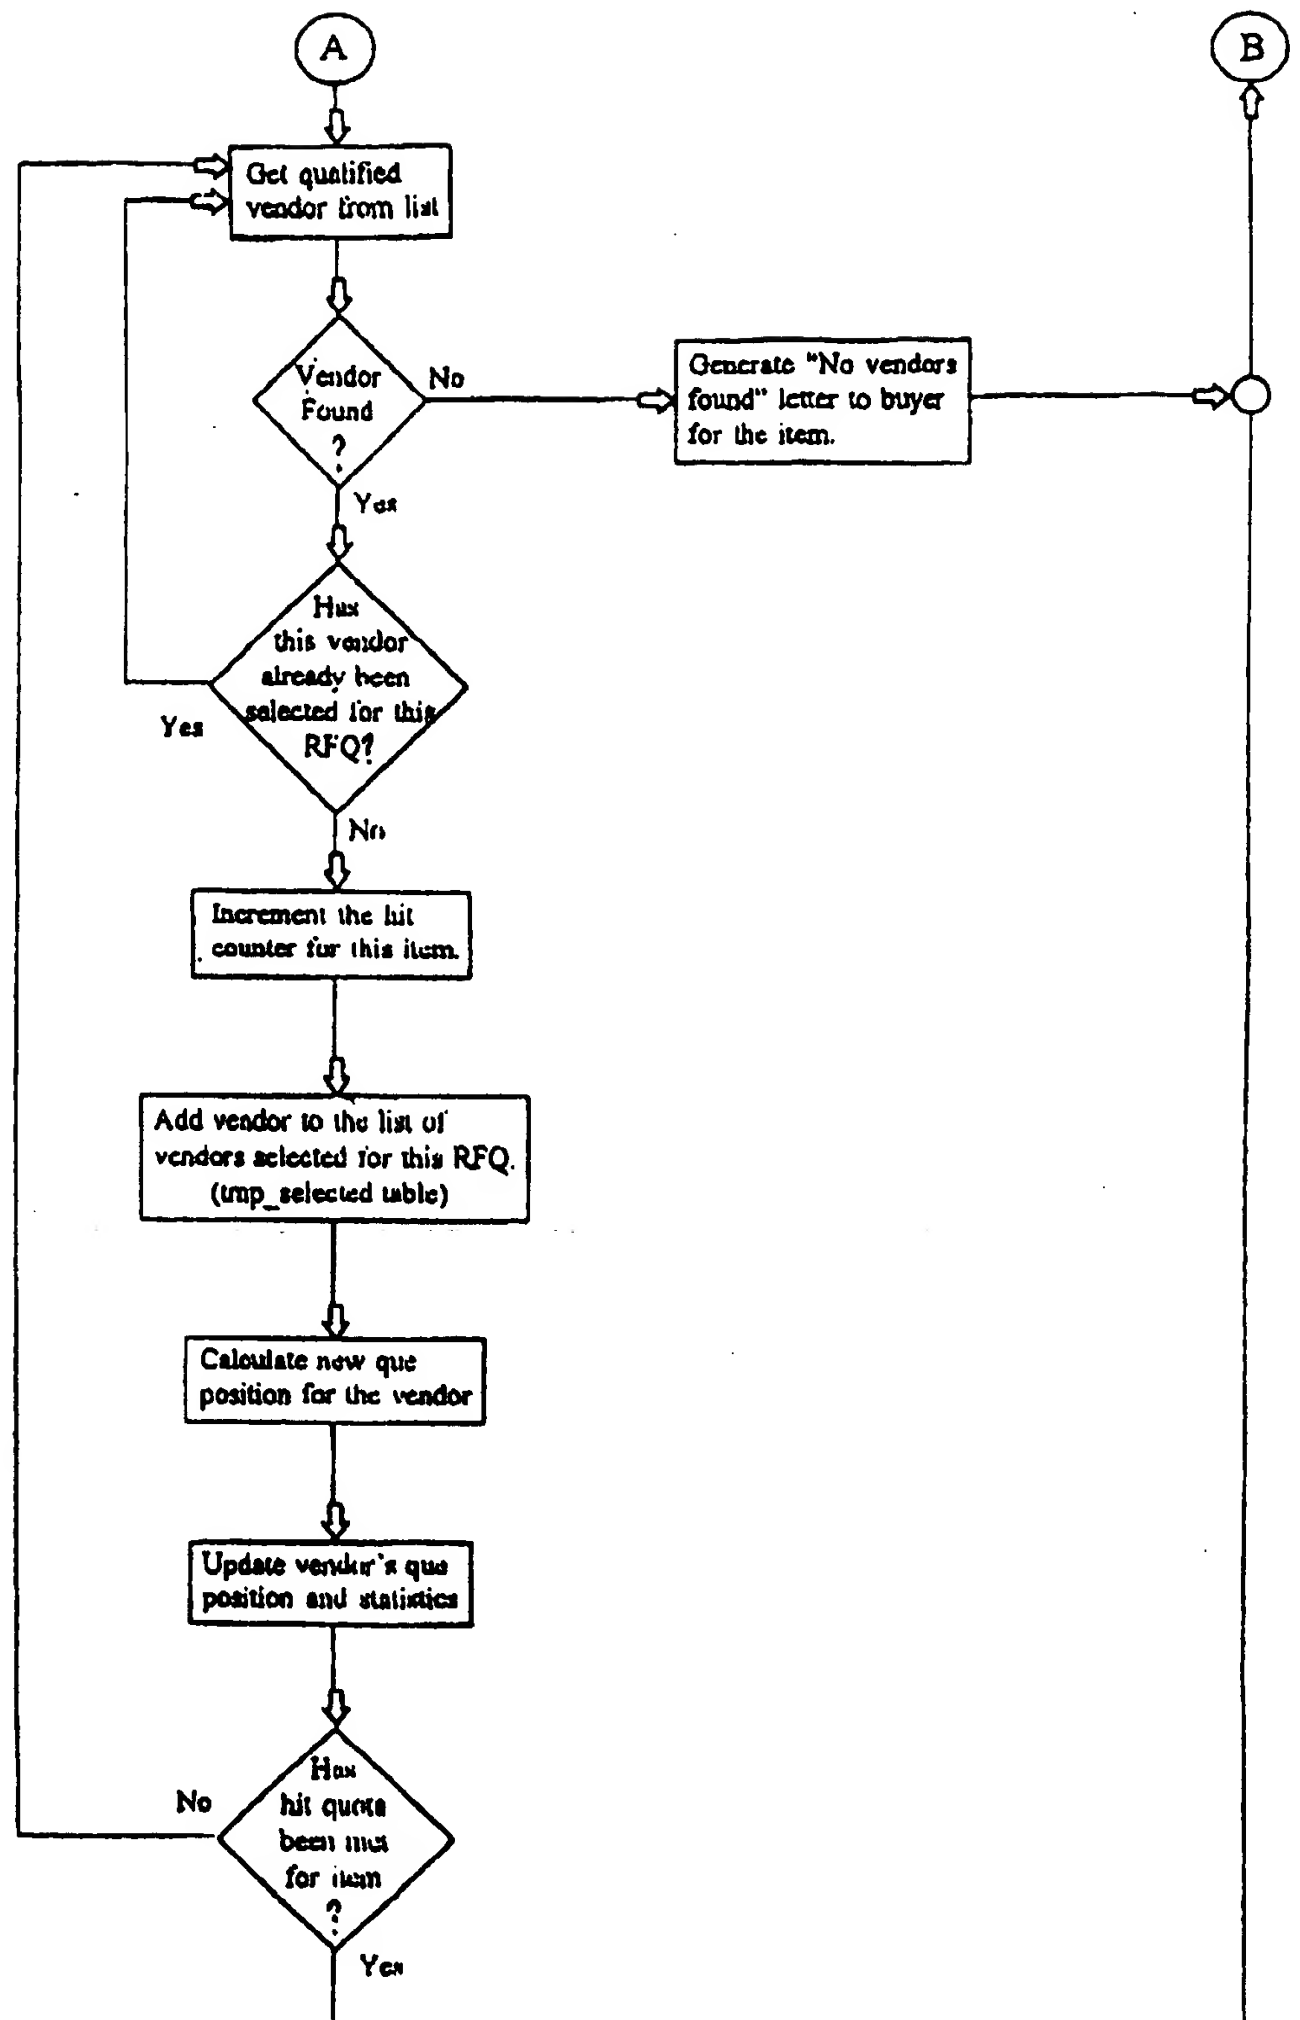 A
B
Get qualified
vendor from list
Vendor
Found
?
No
Generate "No vendors
found" letter to buyer
for the item.
Yes
Has
this vendor
already been
selected for this
RFQ?
Yes
No
Increment the hit
counter for this item.
Add vendor to the list of
vendors selected for this RFQ.
(tmp_selected table)
Calculate new que
position for the vendor
Update vendor's que
position and statistics
Has
hit quota
been met
for item
?
No
Yes